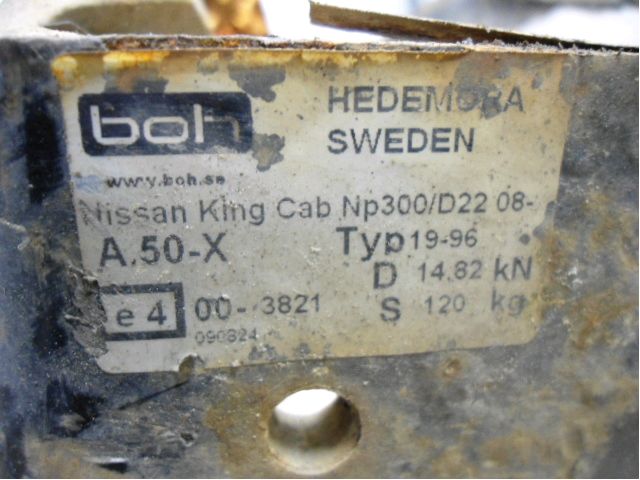 boh
HEDEMORA
SWEDEN
www.boh.se
Nissan King Cab Np300/D22 08-
A.50-X Typ 19-96
D 14.82 kN
e 4 00- 3821 S 120 kg
090824